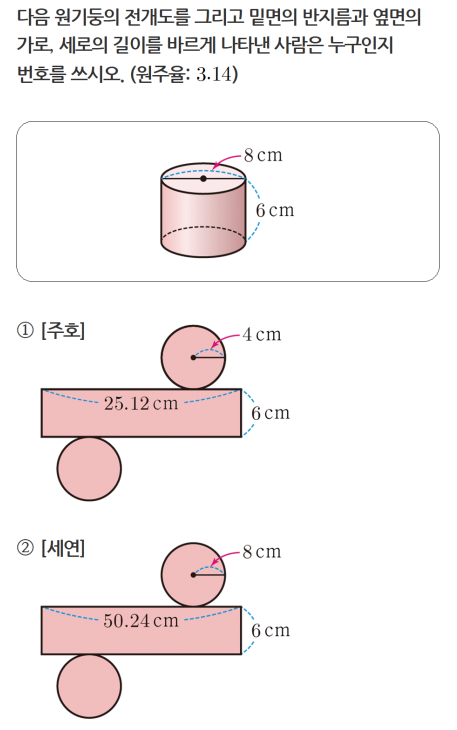 다음 원기둥의 전개도를 그리고 밑면의 반지름과 옆면의
가로, 세로의 길이를 바르게 나타낸 사람은 누구인지
번호를 쓰시오. (원주율: 3.14)
8 cm
6 cm
① [주호]
4 cm
25.12 cm
6 cm
② [세연]
8 cm
50.24 cm
6 cm